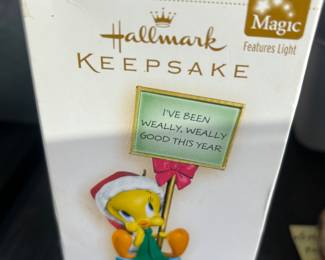 Hallmark
KEEPSAKE
Magic
Features Light
I'VE BEEN
WEALLY, WEALLY
GOOD THIS YEAR